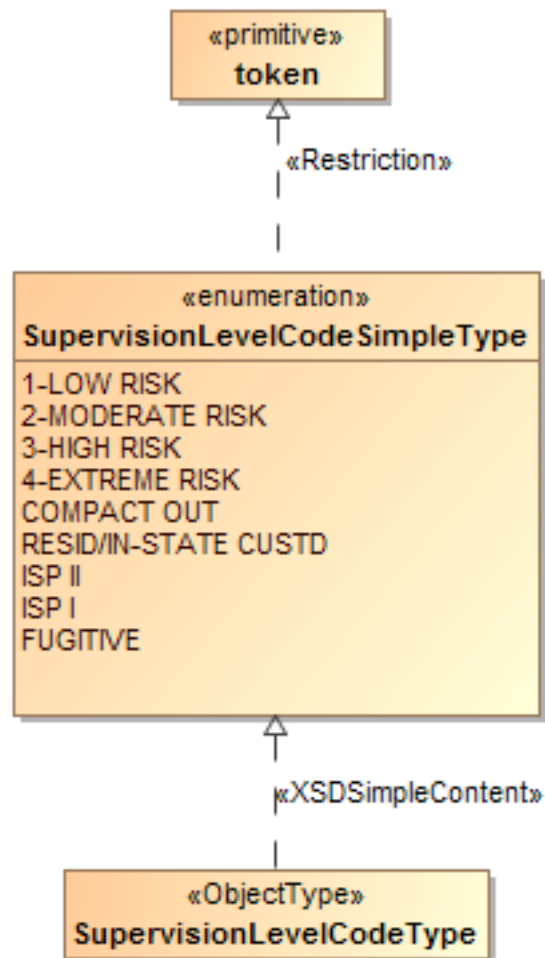 «primitive»
token
«Restriction»
«enumeration»
SupervisionLevelCodeSimpleType
1-LOW RISK
2-MODERATE RISK
3-HIGH RISK
4-EXTREME RISK
COMPACT OUT
RESID/IN-STATE CUSTD
ISP II
ISP I
FUGITIVE
«XSDSimpleContent»
«ObjectType»
SupervisionLevelCodeType